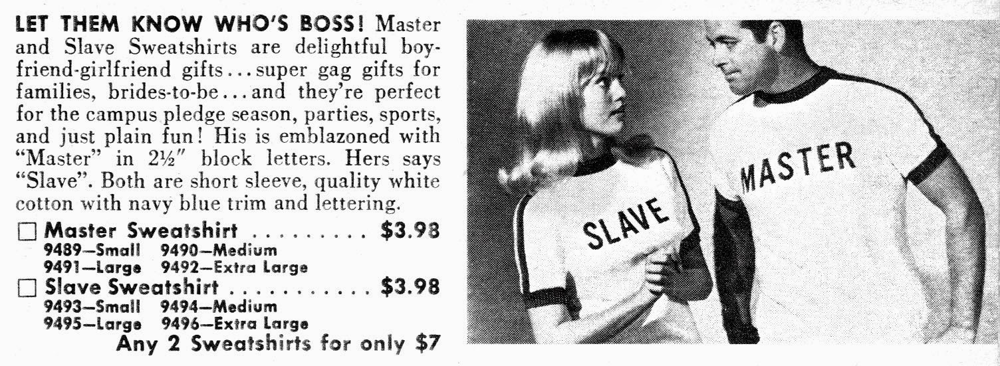 LET THEM KNOW WHO'S BOSS! Master
and Slave Sweatshirts are delightful boy-
friend-girlfriend gifts...super gag gifts for
families, brides-to-be...and they're perfect
for the campus pledge season, parties, sports,
and just plain fun! His is emblazoned with
“Master” in 2½″ block letters. Hers says
“Slave”. Both are short sleeve, quality white
cotton with navy blue trim and lettering.
☐ Master Sweatshirt ......... $3.98
9489—Small 9490—Medium
9491—Large 9492—Extra Large
☐ Slave Sweatshirt ........... $3.98
9493—Small 9494—Medium
9495—Large 9496—Extra Large
Any 2 Sweatshirts for only $7
SLAVE
MASTER